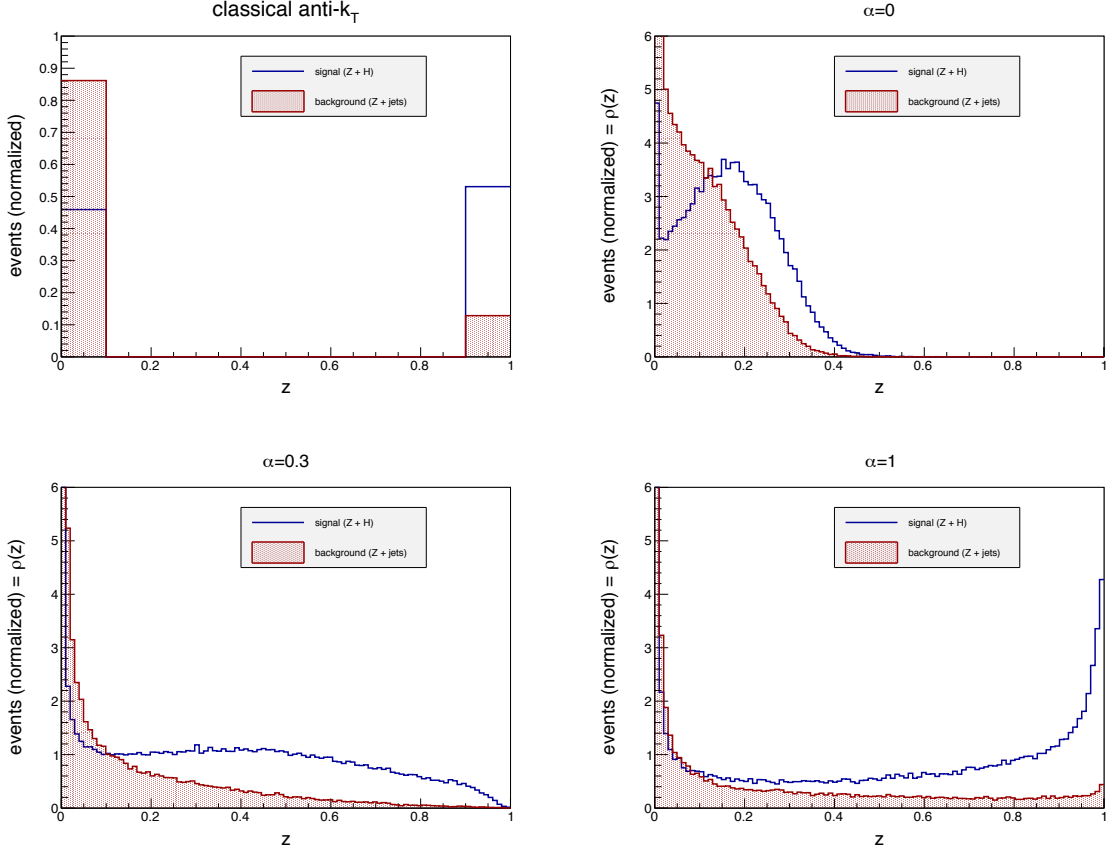 classical anti-k_T
events (normalized)
1
0.9
0.8
0.7
0.6
0.5
0.4
0.3
0.2
0.1
0
signal (Z + H)
background (Z + jets)
0 0.2 0.4 0.6 0.8 1
z
α=0
events (normalized) = ρ(z)
6
5
4
3
2
1
0
signal (Z + H)
background (Z + jets)
0 0.2 0.4 0.6 0.8 1
z
α=0.3
events (normalized) = ρ(z)
6
5
4
3
2
1
0
signal (Z + H)
background (Z + jets)
0 0.2 0.4 0.6 0.8 1
z
α=1
events (normalized) = ρ(z)
6
5
4
3
2
1
0
signal (Z + H)
background (Z + jets)
0 0.2 0.4 0.6 0.8 1
z